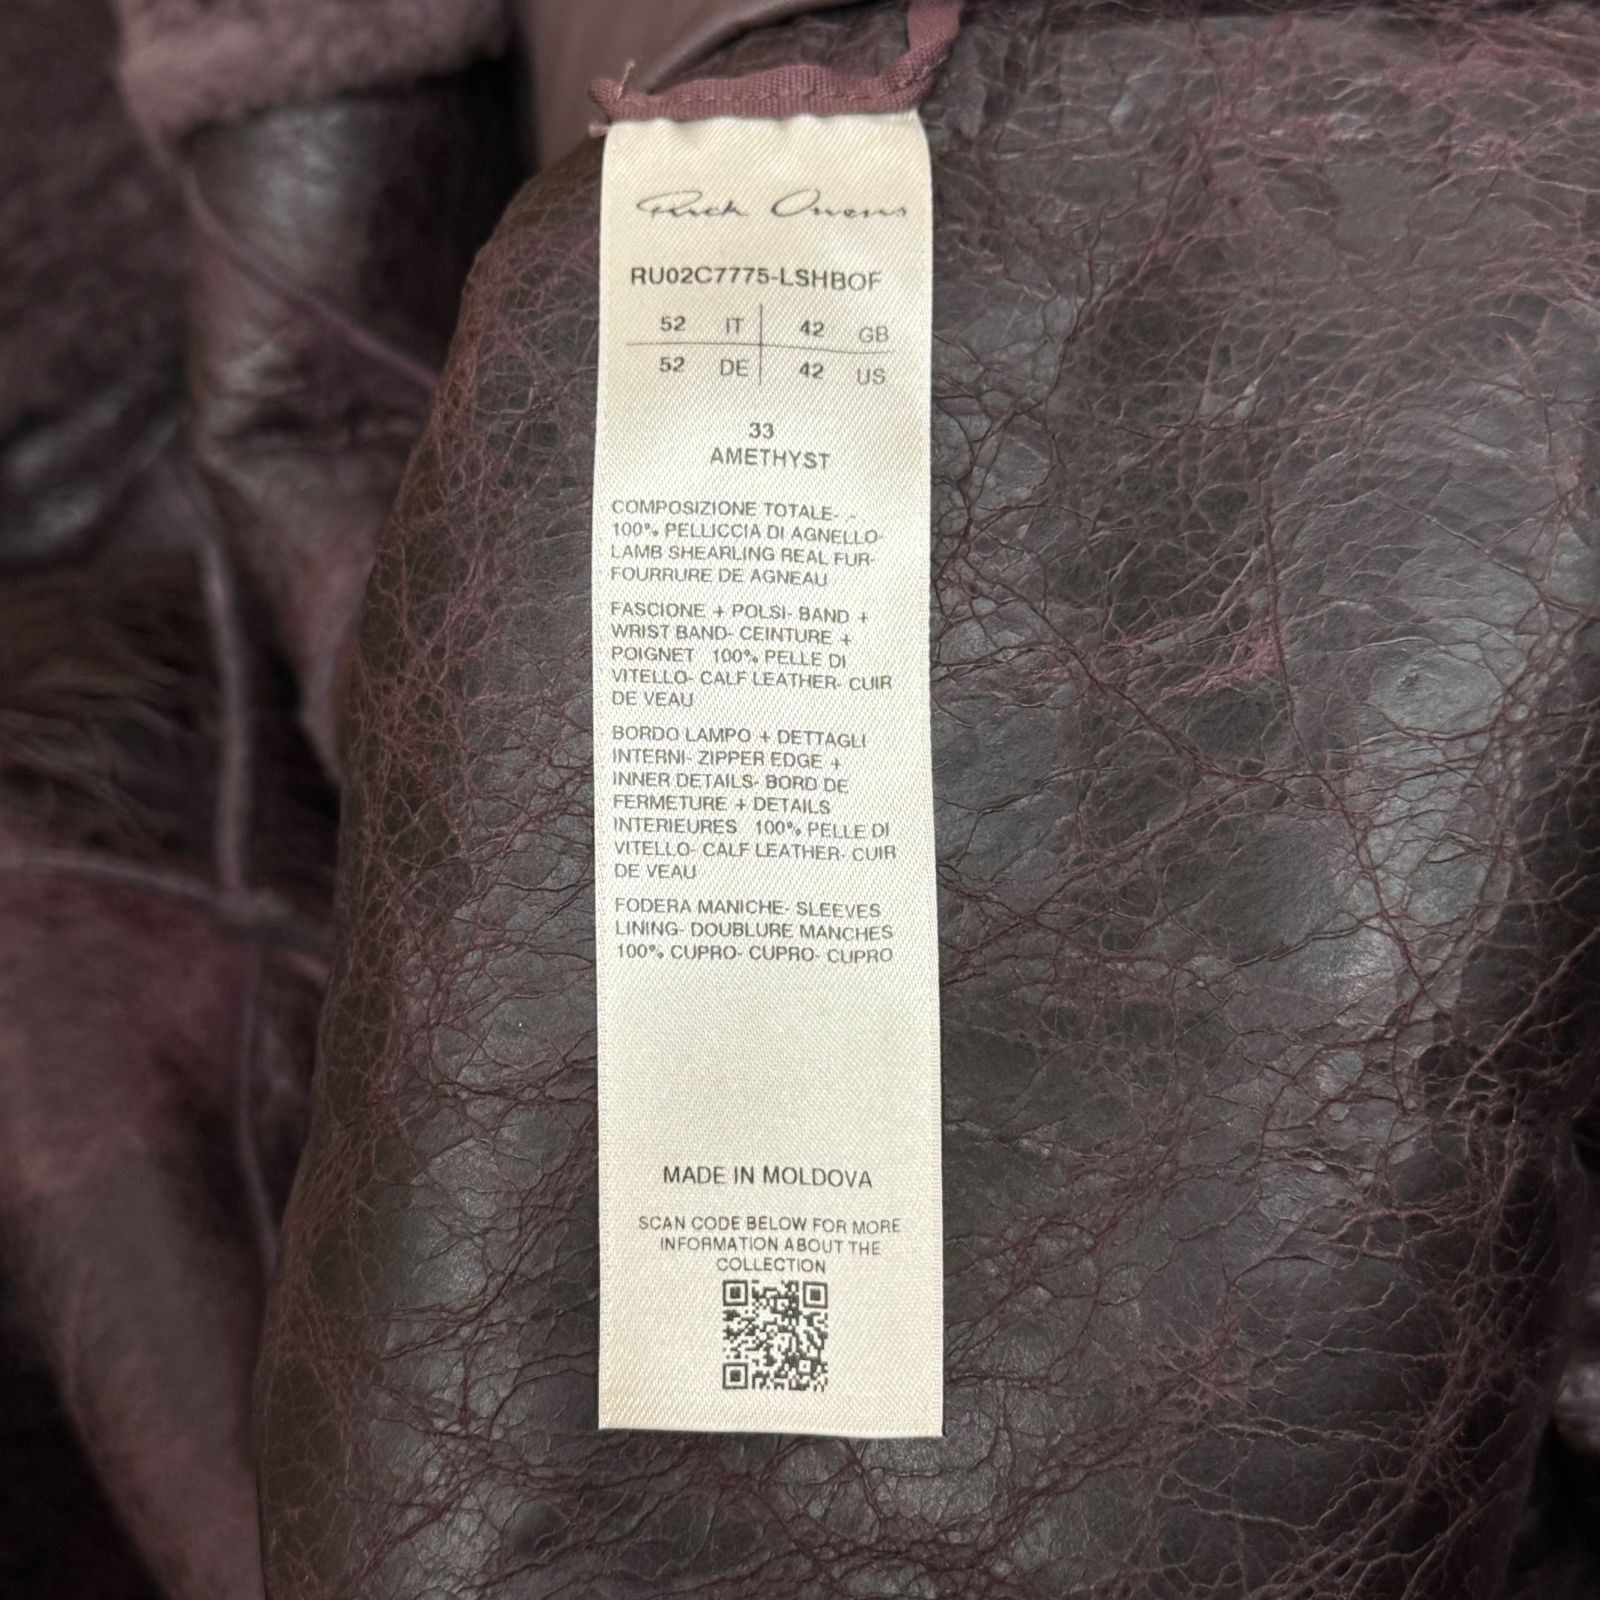 Rick Owens
RU02C7775-LSHBOF
52 IT 42 GB
52 DE 42 US
33
AMETHYST
COMPOSIZIONE TOTALE- -
100% PELLICCIA DI AGNELLO-
LAMB SHEARLING REAL FUR-
FOURRURE DE AGNEAU
FASCIONE + POLSI- BAND +
WRIST BAND- CEINTURE +
POIGNET 100% PELLE DI
VITELLO- CALF LEATHER- CUIR
DE VEAU
BORDO LAMPO + DETTAGLI
INTERNI- ZIPPER EDGE +
INNER DETAILS- BORD DE
FERMETURE + DETAILS
INTERIEURES 100% PELLE DI
VITELLO- CALF LEATHER- CUIR
DE VEAU
FODERA MANICHE- SLEEVES
LINING- DOUBLURE MANCHES
100% CUPRO- CUPRO- CUPRO
MADE IN MOLDOVA
SCAN CODE BELOW FOR MORE
INFORMATION ABOUT THE
COLLECTION